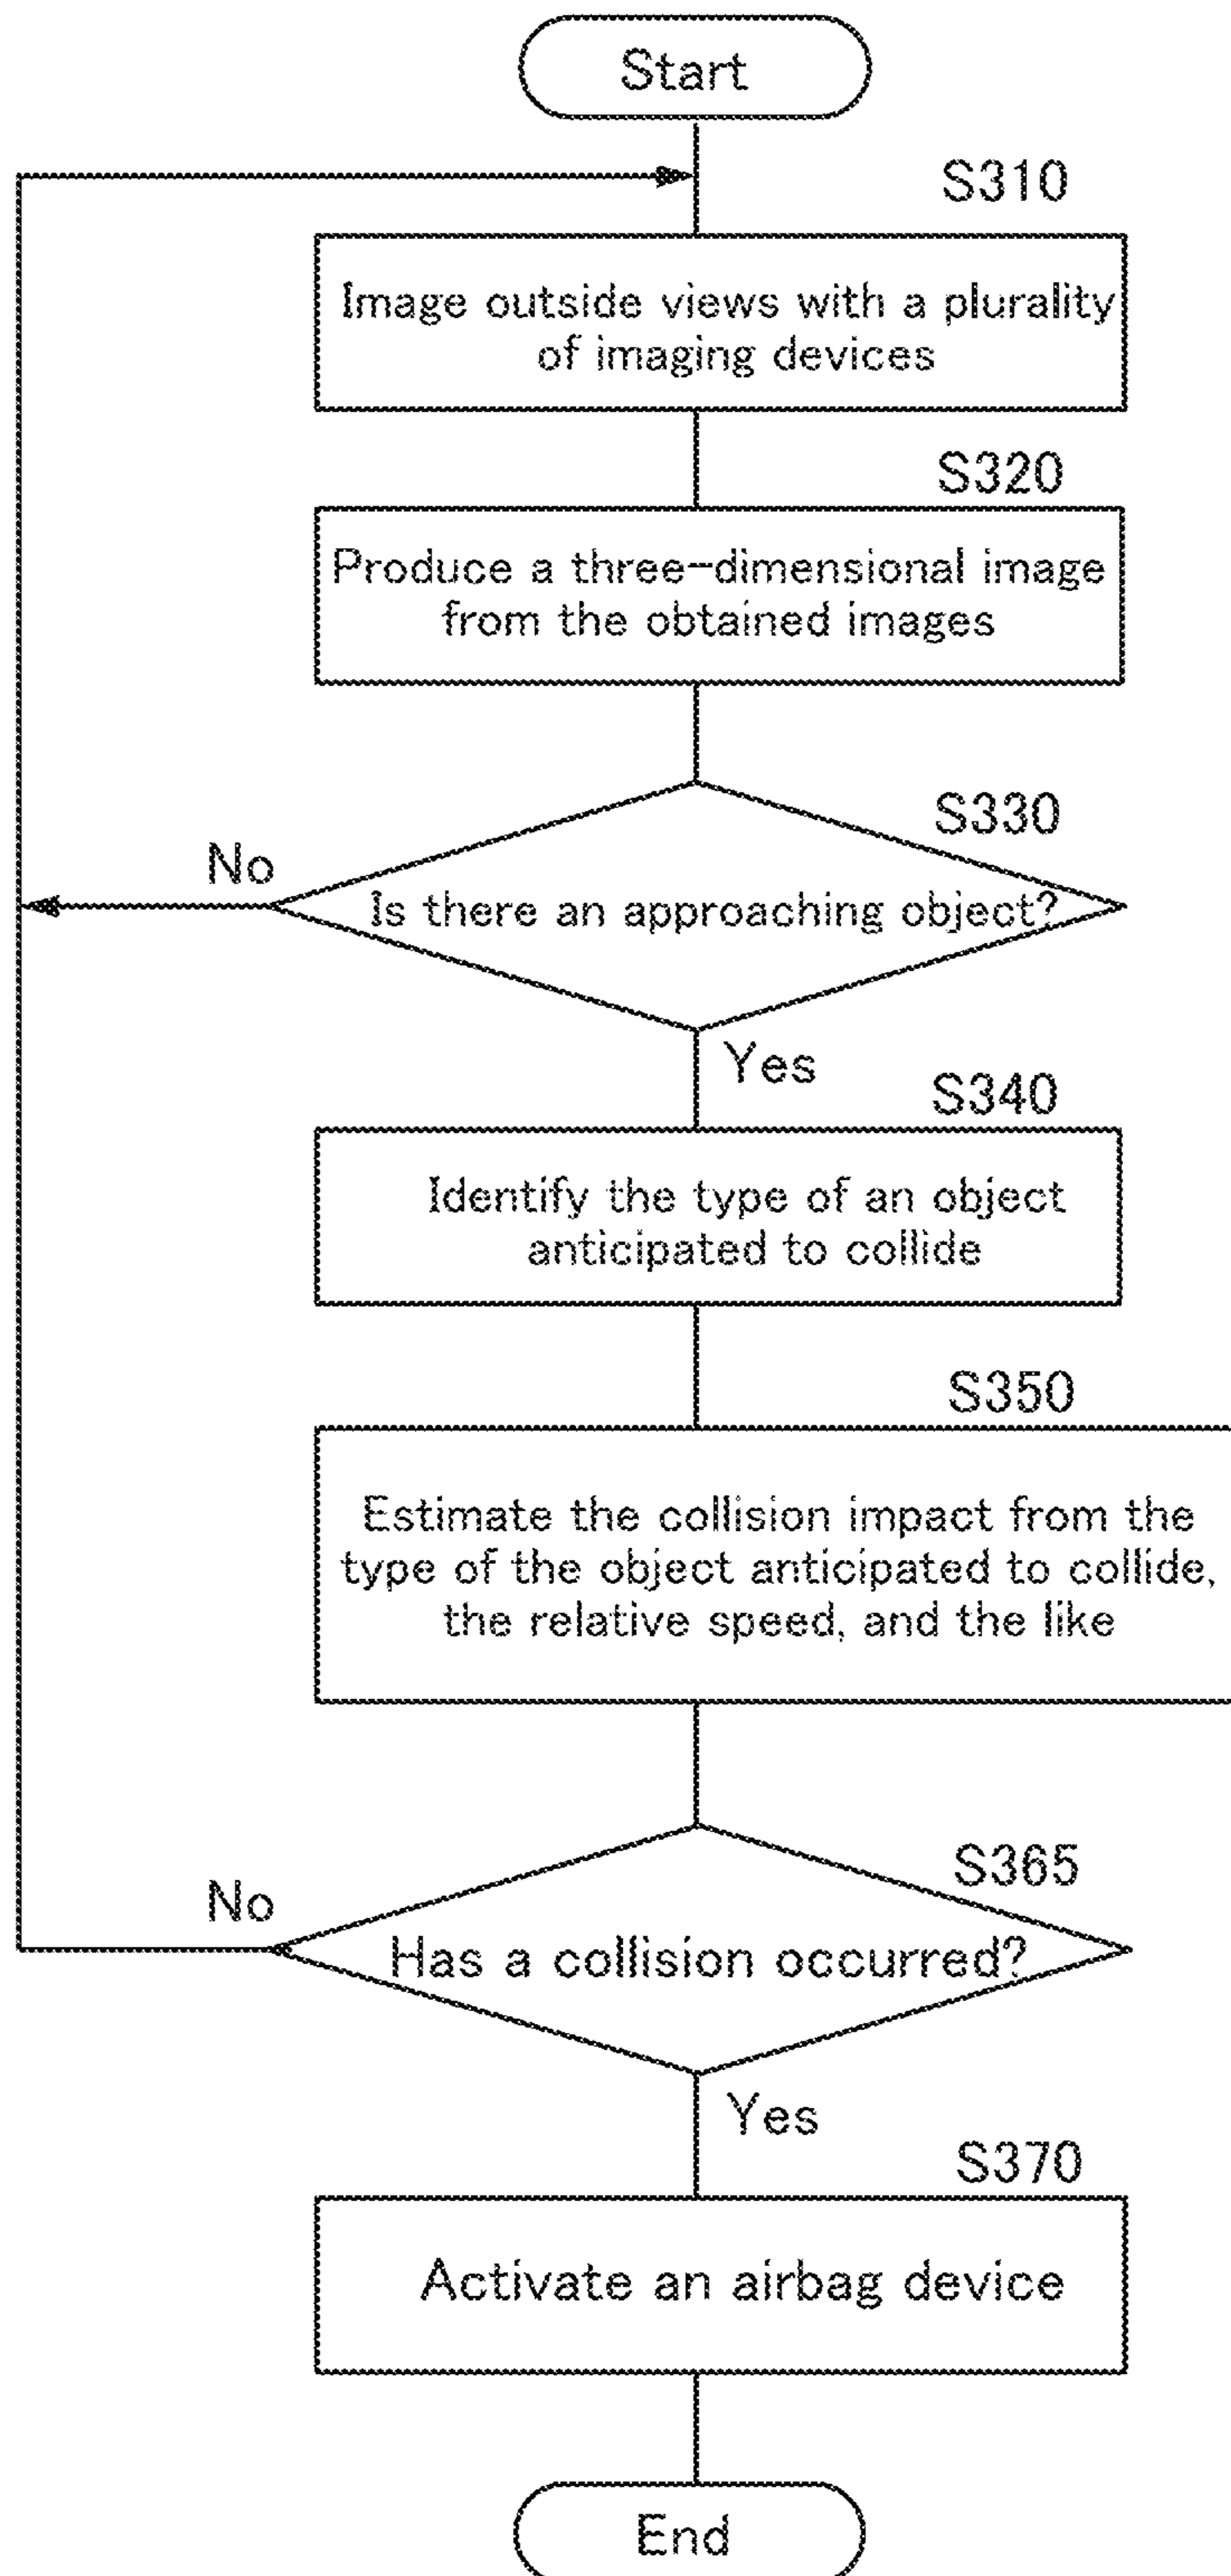 Start
S310
Image outside views with a plurality
of imaging devices
S320
Produce a three-dimensional image
from the obtained images
S330
No
Is there an approaching object?
Yes
S340
Identify the type of an object
anticipated to collide
S350
Estimate the collision impact from the
type of the object anticipated to collide,
the relative speed, and the like
S365
No
Has a collision occurred?
Yes
S370
Activate an airbag device
End